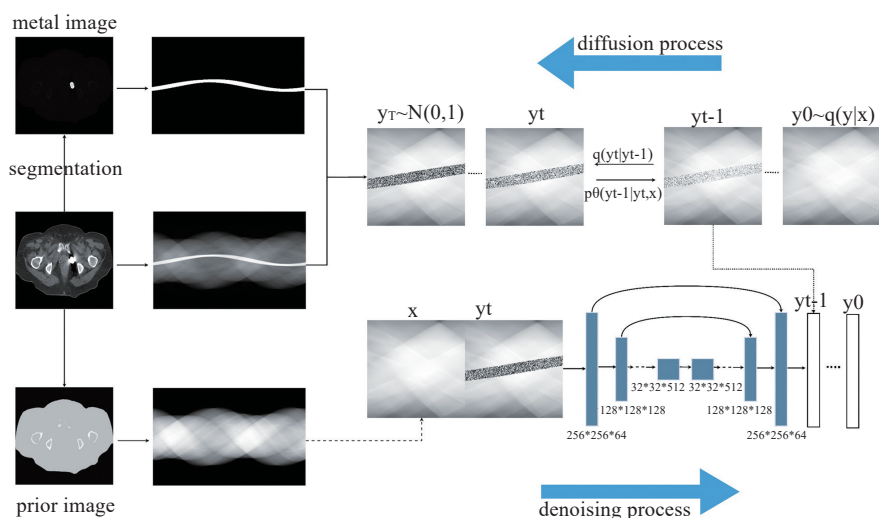 metal image
segmentation
prior image
diffusion process
yT~N(0,1)
yt
q(yt|yt-1)
pθ(yt-1|yt,x)
yt-1
y0~q(y|x)
x
yt
yt-1
y0
32*32*512
32*32*512
128*128*128
128*128*128
256*256*64
256*256*64
denoising process